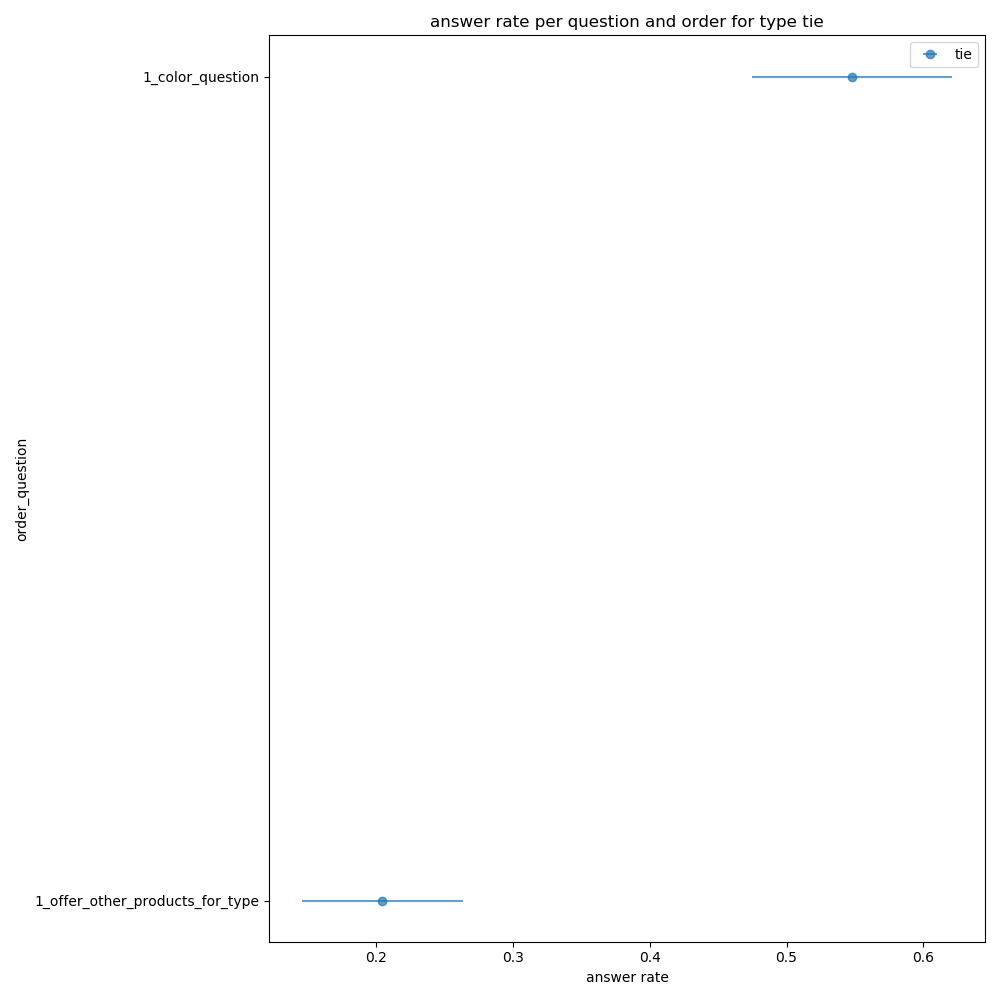 answer rate per question and order for type tie
tie
1_color_question
order_question
1_offer_other_products_for_type
0.2 0.3 0.4 0.5 0.6
answer rate